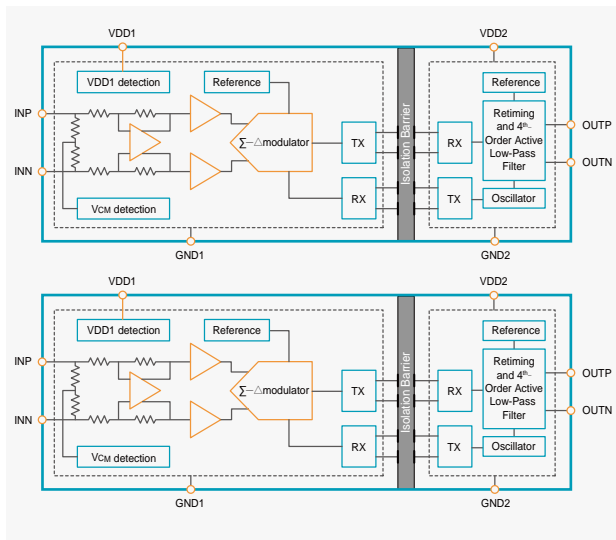 VDD1
VDD2
VDD1 detection
Reference
Reference
INP
INN
∑−△modulator
TX
RX
Isolation Barrier
RX
TX
Retiming
and 4th-
Order Active
Low-Pass
Filter
Oscillator
OUTP
OUTN
VCM detection
GND1
GND2
VDD1
VDD2
VDD1 detection
Reference
Reference
INP
INN
∑−△modulator
TX
RX
Isolation Barrier
RX
TX
Retiming
and 4th-
Order Active
Low-Pass
Filter
Oscillator
OUTP
OUTN
VCM detection
GND1
GND2